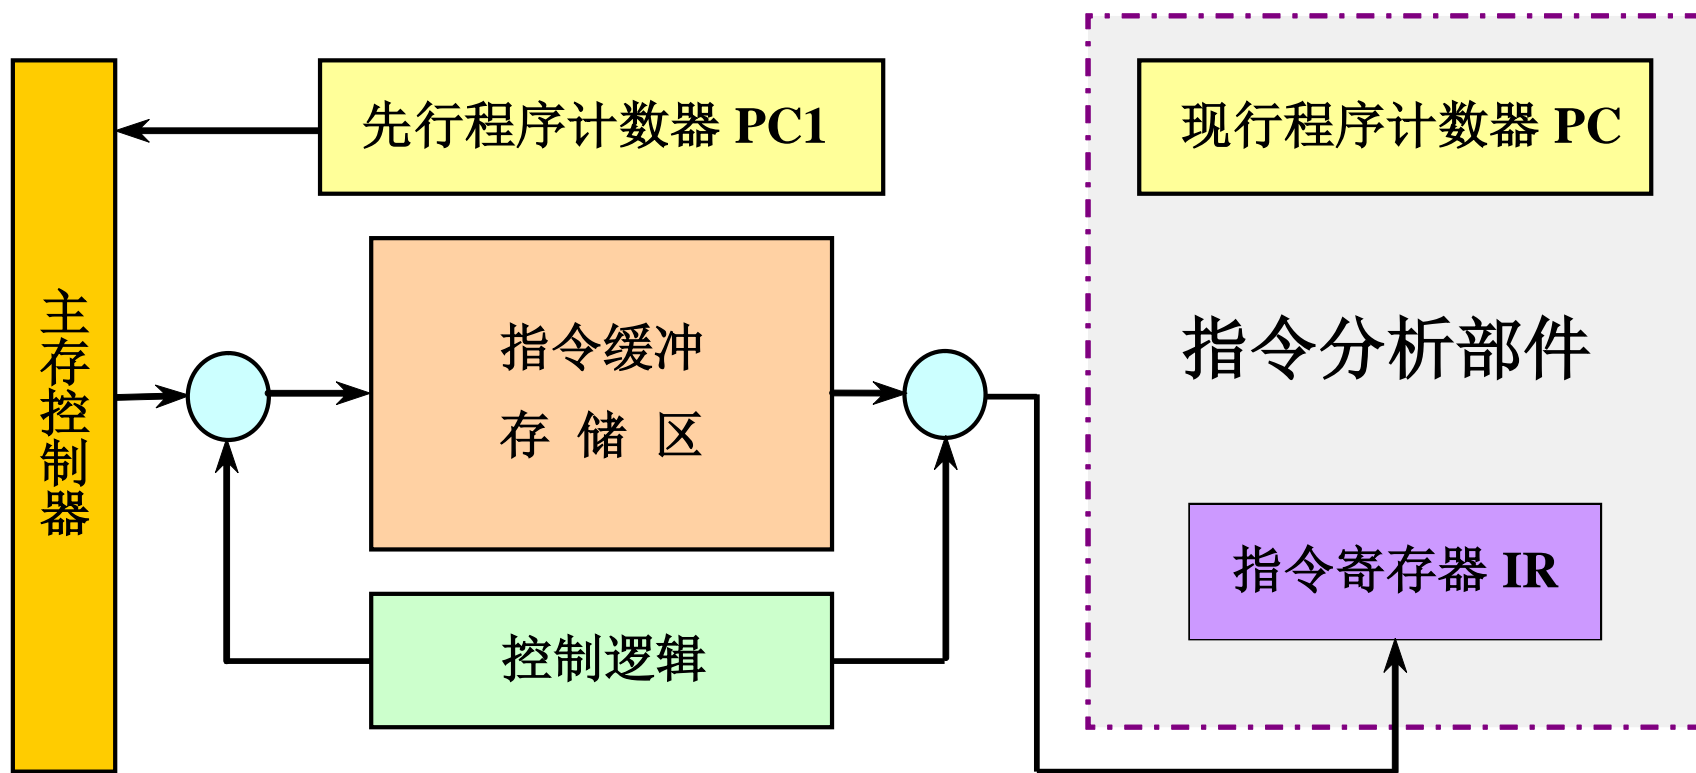 先行程序计数器 PC1
现行程序计数器 PC
主存控制器
指令缓冲
存 储 区
指令分析部件
指令寄存器 IR
控制逻辑